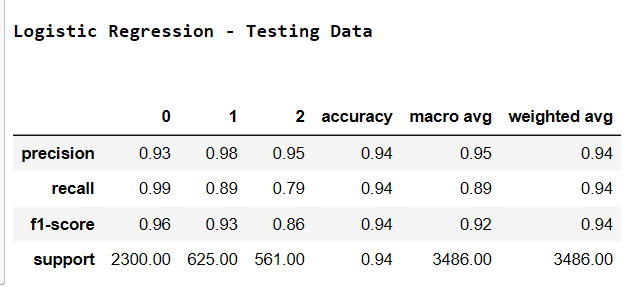 Logistic Regression - Testing Data
0 1 2 accuracy macro avg weighted avg
precision 0.93 0.98 0.95 0.94 0.95 0.94
recall 0.99 0.89 0.79 0.94 0.89 0.94
f1-score 0.96 0.93 0.86 0.94 0.92 0.94
support 2300.00 625.00 561.00 0.94 3486.00 3486.00